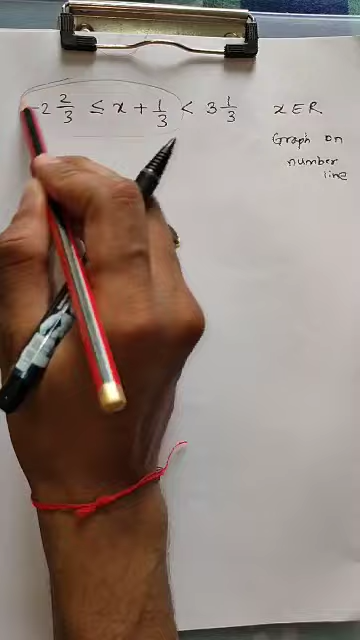 -2 2/3 ≤ x + 1/3 < 3 1/3 x ∈ R
Graph on
number
line